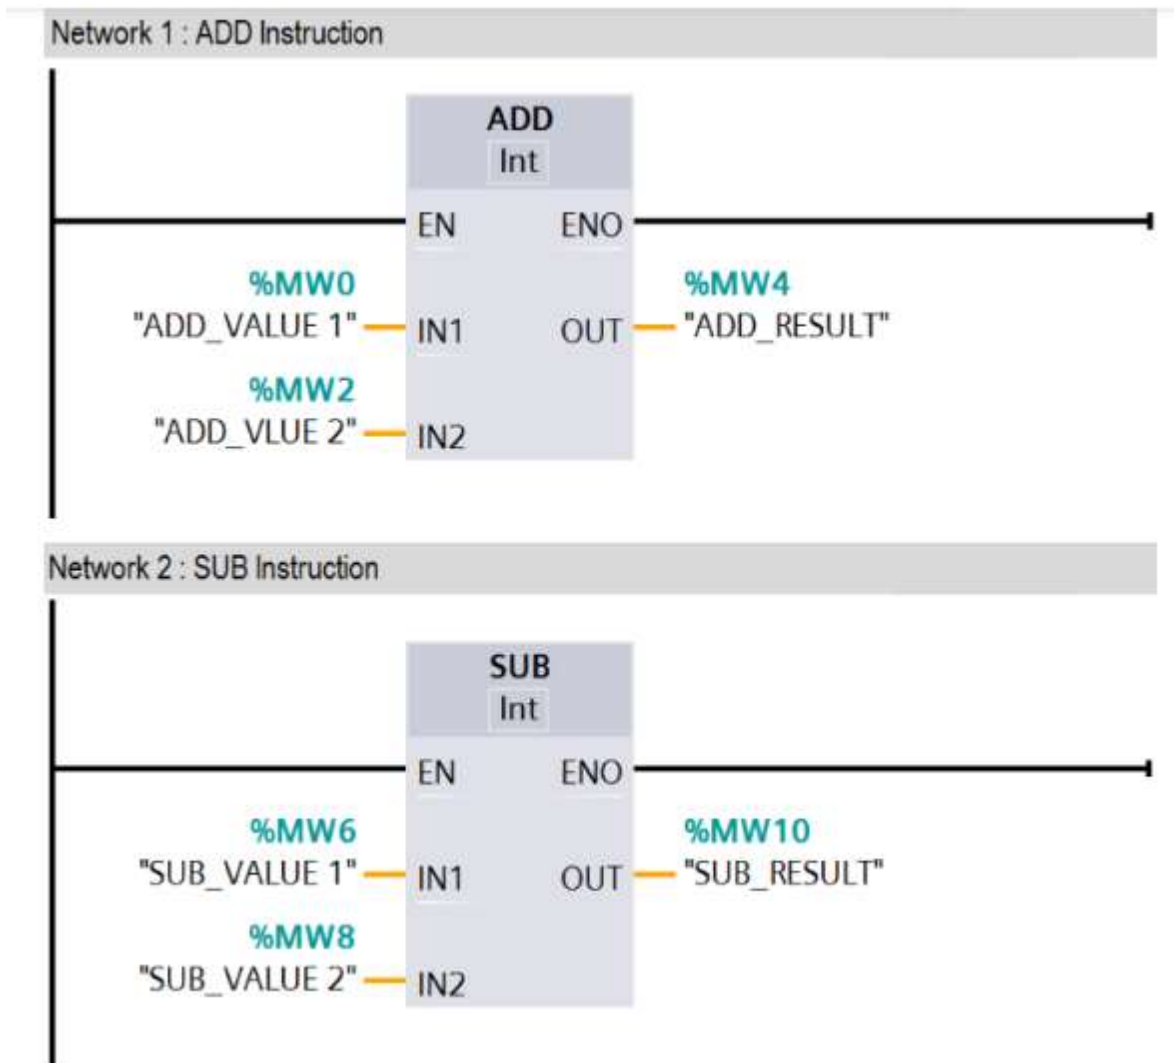 Network 1 : ADD Instruction
ADD
Int
EN ENO
%MW0 %MW4
"ADD_VALUE 1" IN1 OUT "ADD_RESULT"
%MW2
"ADD_VLUE 2" IN2
Network 2 : SUB Instruction
SUB
Int
EN ENO
%MW6 %MW10
"SUB_VALUE 1" IN1 OUT "SUB_RESULT"
%MW8
"SUB_VALUE 2" IN2